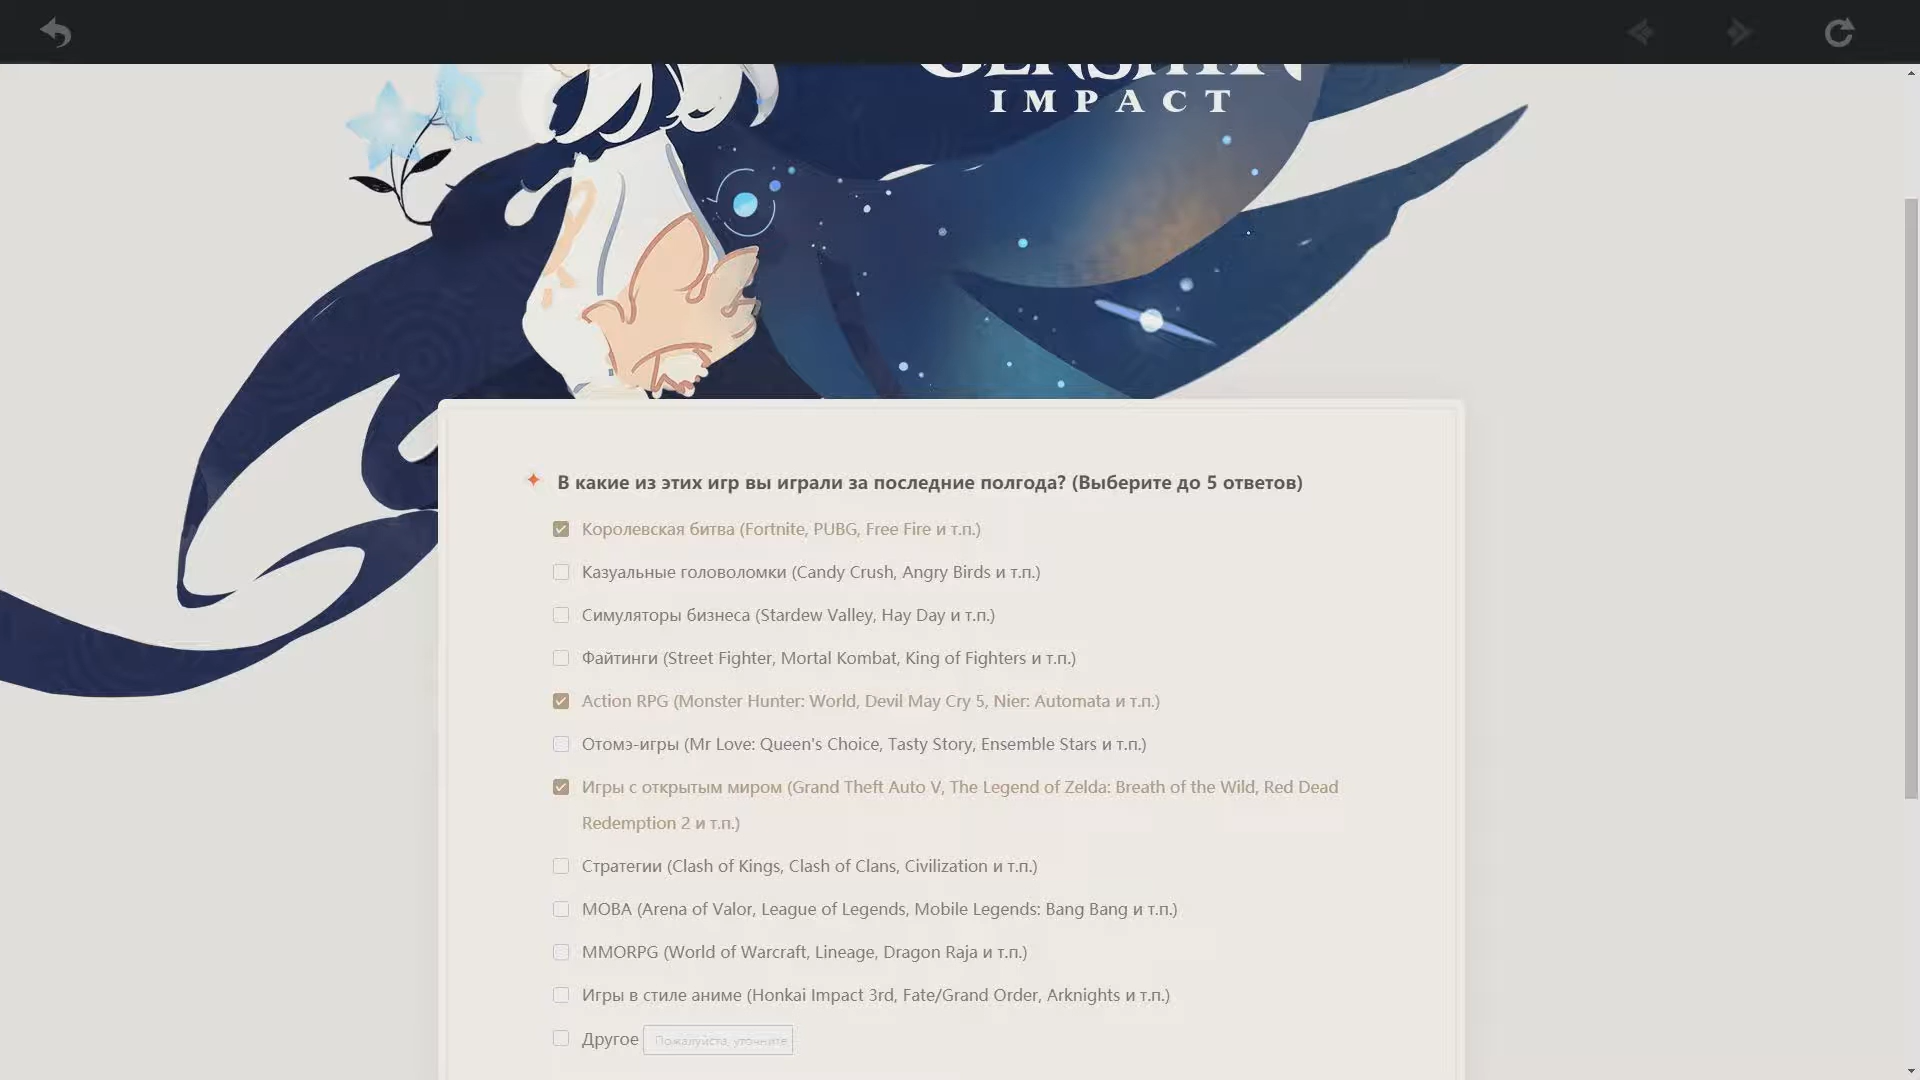 GENSHIN
IMPACT
В какие из этих игр вы играли за последние полгода? (Выберите до 5 ответов)
Королевская битва (Fortnite, PUBG, Free Fire и т.п.)
Казуальные головоломки (Candy Crush, Angry Birds и т.п.)
Симуляторы бизнеса (Stardew Valley, Hay Day и т.п.)
Файтинги (Street Fighter, Mortal Kombat, King of Fighters и т.п.)
Action RPG (Monster Hunter: World, Devil May Cry 5, Nier: Automata и т.п.)
Отомэ-игры (Mr Love: Queen's Choice, Tasty Story, Ensemble Stars и т.п.)
Игры с открытым миром (Grand Theft Auto V, The Legend of Zelda: Breath of the Wild, Red Dead
Redemption 2 и т.п.)
Стратегии (Clash of Kings, Clash of Clans, Civilization и т.п.)
MOBA (Arena of Valor, League of Legends, Mobile Legends: Bang Bang и т.п.)
MMORPG (World of Warcraft, Lineage, Dragon Raja и т.п.)
Игры в стиле аниме (Honkai Impact 3rd, Fate/Grand Order, Arknights и т.п.)
Другое Пожалуйста, уточните